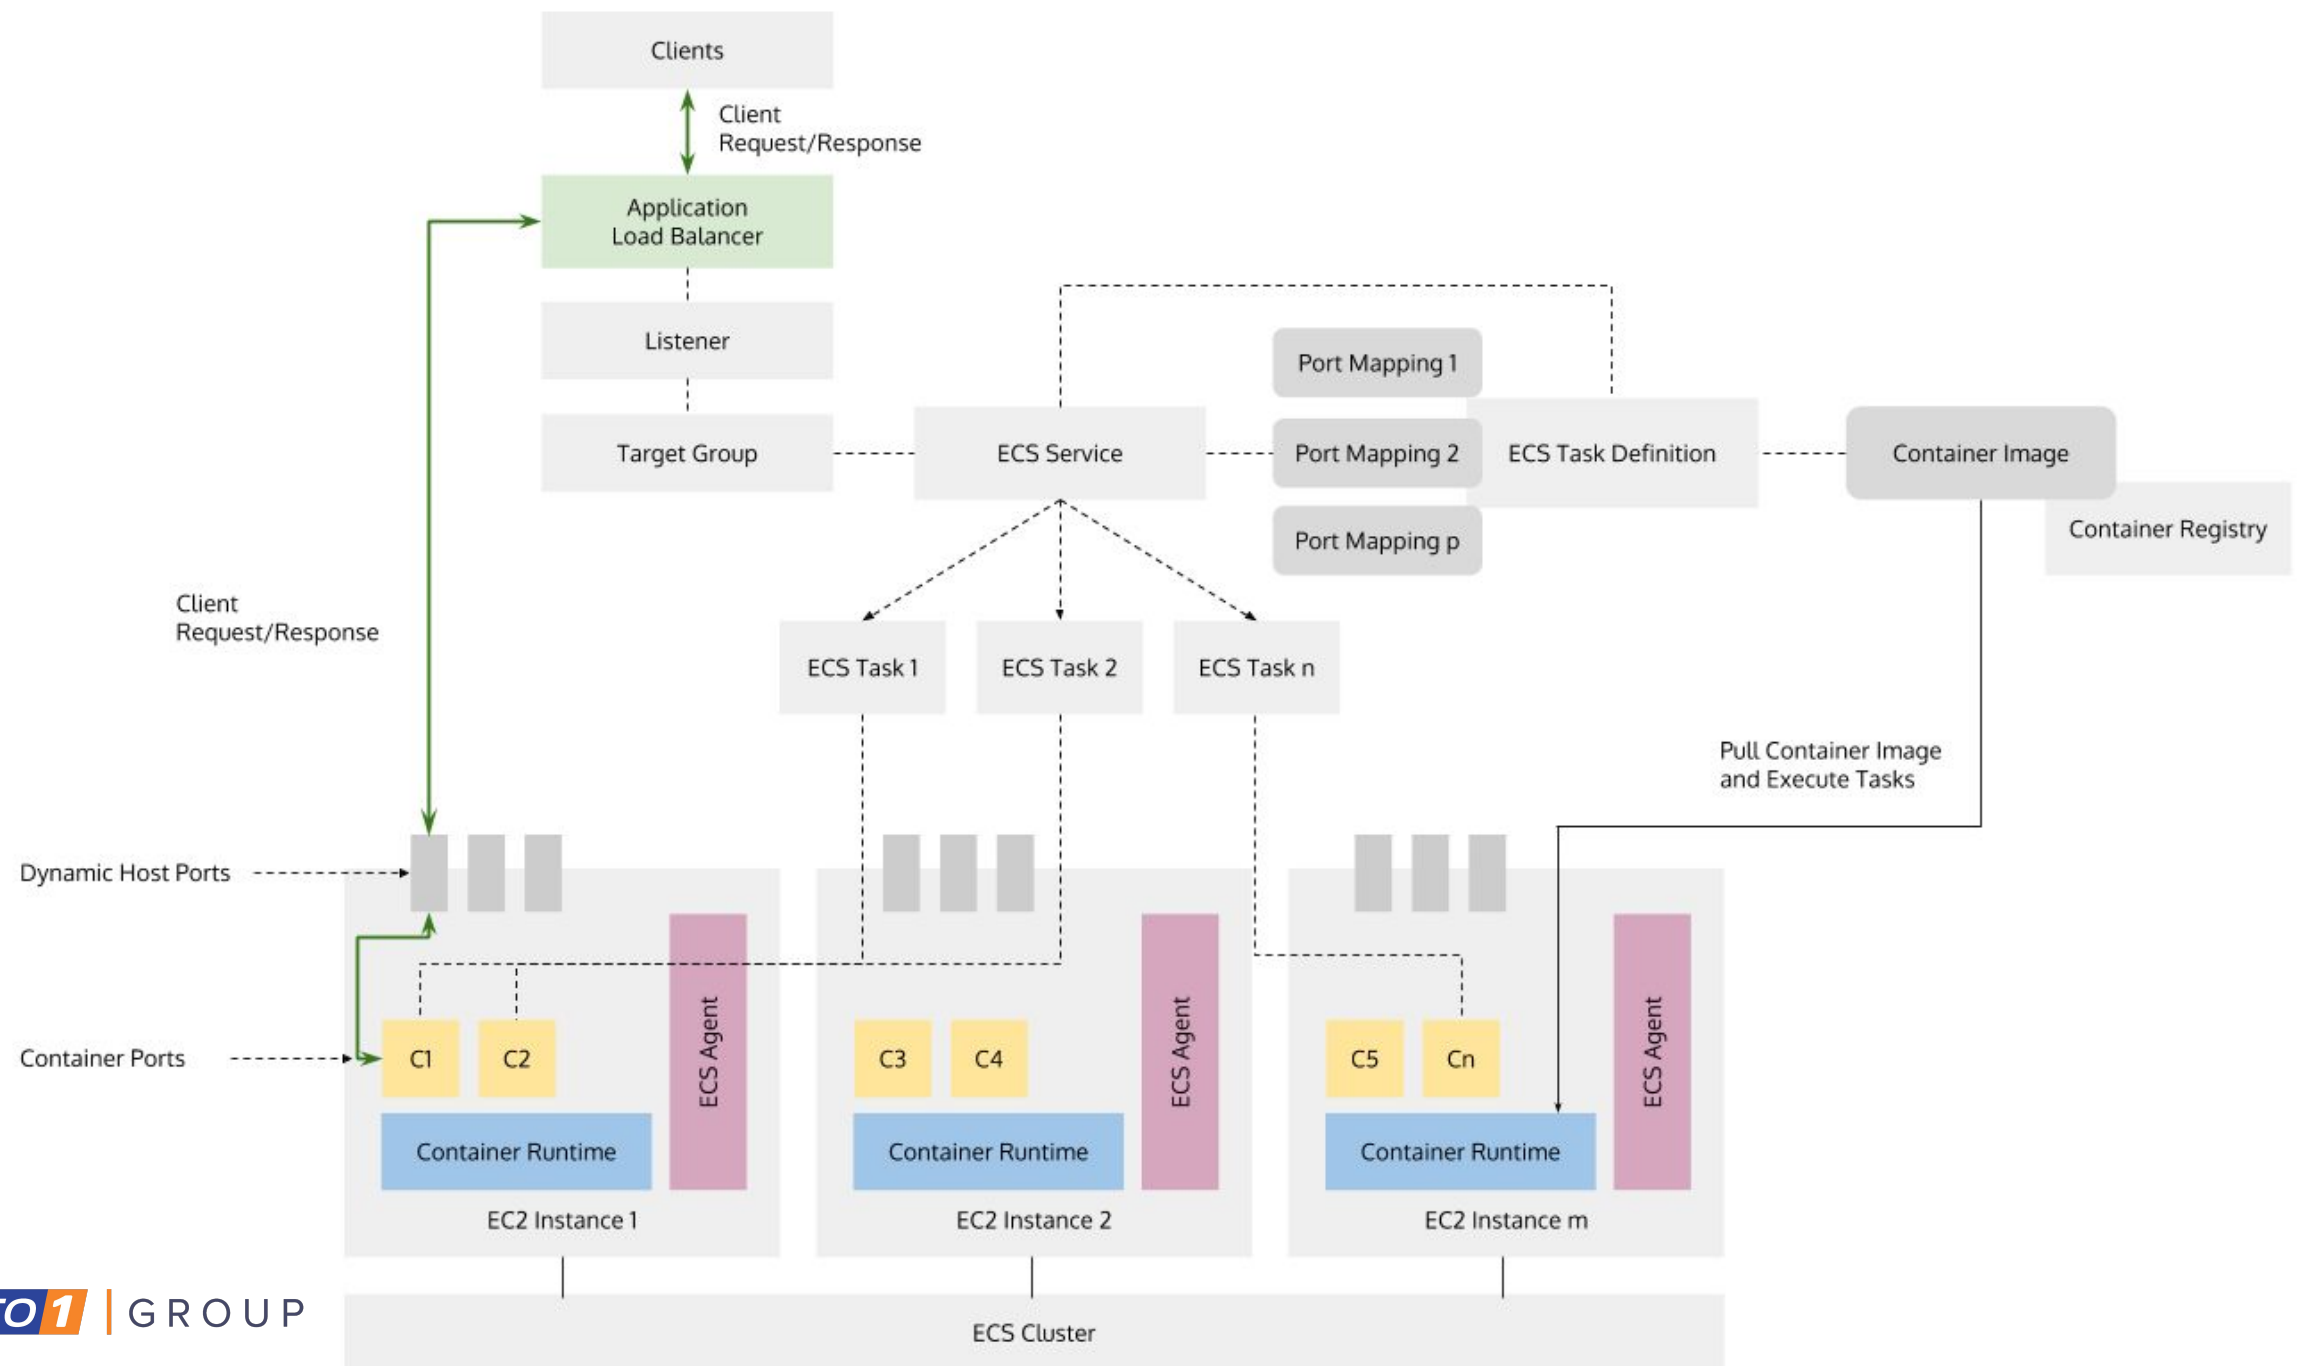 Clients
Client
Request/Response
Application
Load Balancer
Listener
Port Mapping 1
Target Group
ECS Service
Port Mapping 2
ECS Task Definition
Container Image
Container Registry
Port Mapping p
Client
Request/Response
ECS Task 1
ECS Task 2
ECS Task n
Pull Container Image
and Execute Tasks
Dynamic Host Ports
Container Ports
C1
C2
ECS Agent
C3
C4
ECS Agent
C5
Cn
ECS Agent
Container Runtime
Container Runtime
Container Runtime
EC2 Instance 1
EC2 Instance 2
EC2 Instance m
TO1 | GROUP
ECS Cluster